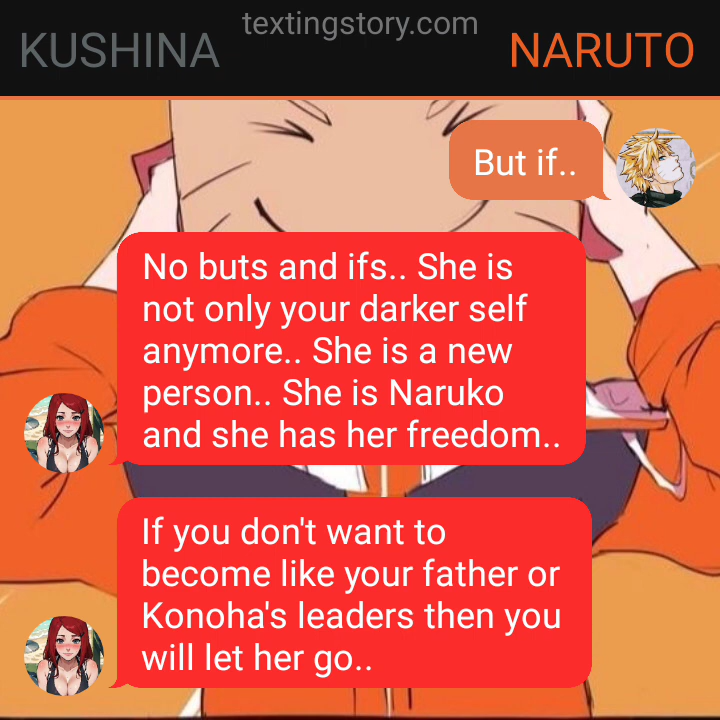 textingstory.com
KUSHINA
NARUTO
But if..
No buts and ifs.. She is
not only your darker self
anymore.. She is a new
person.. She is Naruko
and she has her freedom..
If you don't want to
become like your father or
Konoha's leaders then you
will let her go..